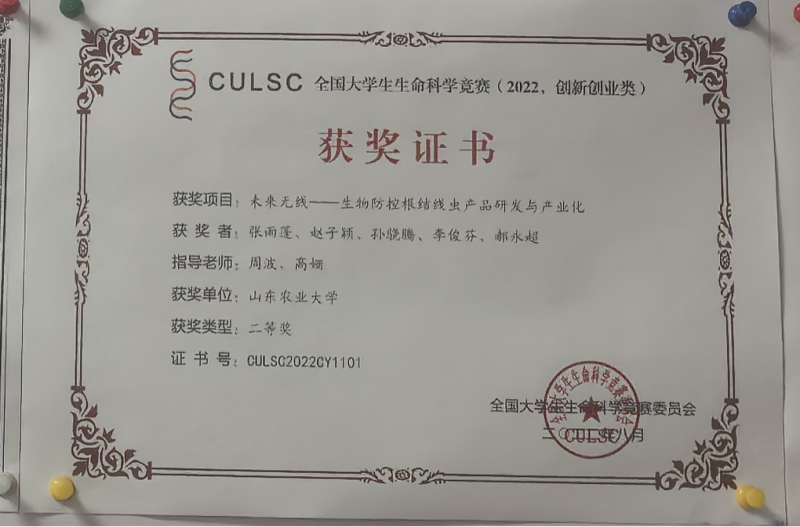 CULSC 全国大学生生命科学竞赛（2022，创新创业类）
获奖证书
获奖项目：未来无线——生物防控根结线虫产品研发与产业化
获 奖 者：张雨蓬、赵子颖、孙骁腾、李俊芬、郝永超
指导老师：周波、高姗
获奖单位：山东农业大学
获奖类型：二等奖
证 书 号：CULSC2022CY1101
全国大学生生命科学竞赛委员会
CULSC
八月